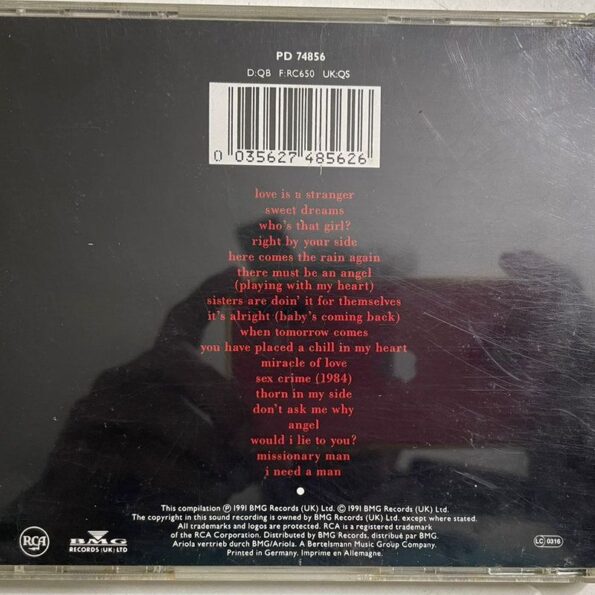 PD 74856
D:QB F:RC650 UK:QS
0 035627 485626
love is a stranger
sweet dreams
who's that girl?
right by your side
here comes the rain again
there must be an angel
(playing with my heart)
sisters are doin' it for themselves
it's alright (baby's coming back)
when tomorrow comes
you have placed a chill in my heart
miracle of love
sex crime (1984)
thorn in my side
don't ask me why
angel
would i lie to you?
missionary man
i need a man
This compilation ℗ 1991 BMG Records (UK) Ltd. © 1991 BMG Records (UK) Ltd.
The copyright in this sound recording is owned by BMG Records (UK) Ltd. except where stated.
All trademarks and logos are protected. RCA is a registered trademark
of the RCA Corporation. Distributed by BMG Records, distribué par BMG.
Ariola vertrieb durch BMG/Ariola. A Bertelsmann Music Group Company.
Printed in Germany. Imprime en Allemagne.
RCA
BMG
RECORDS (UK) LTD
LC 0316